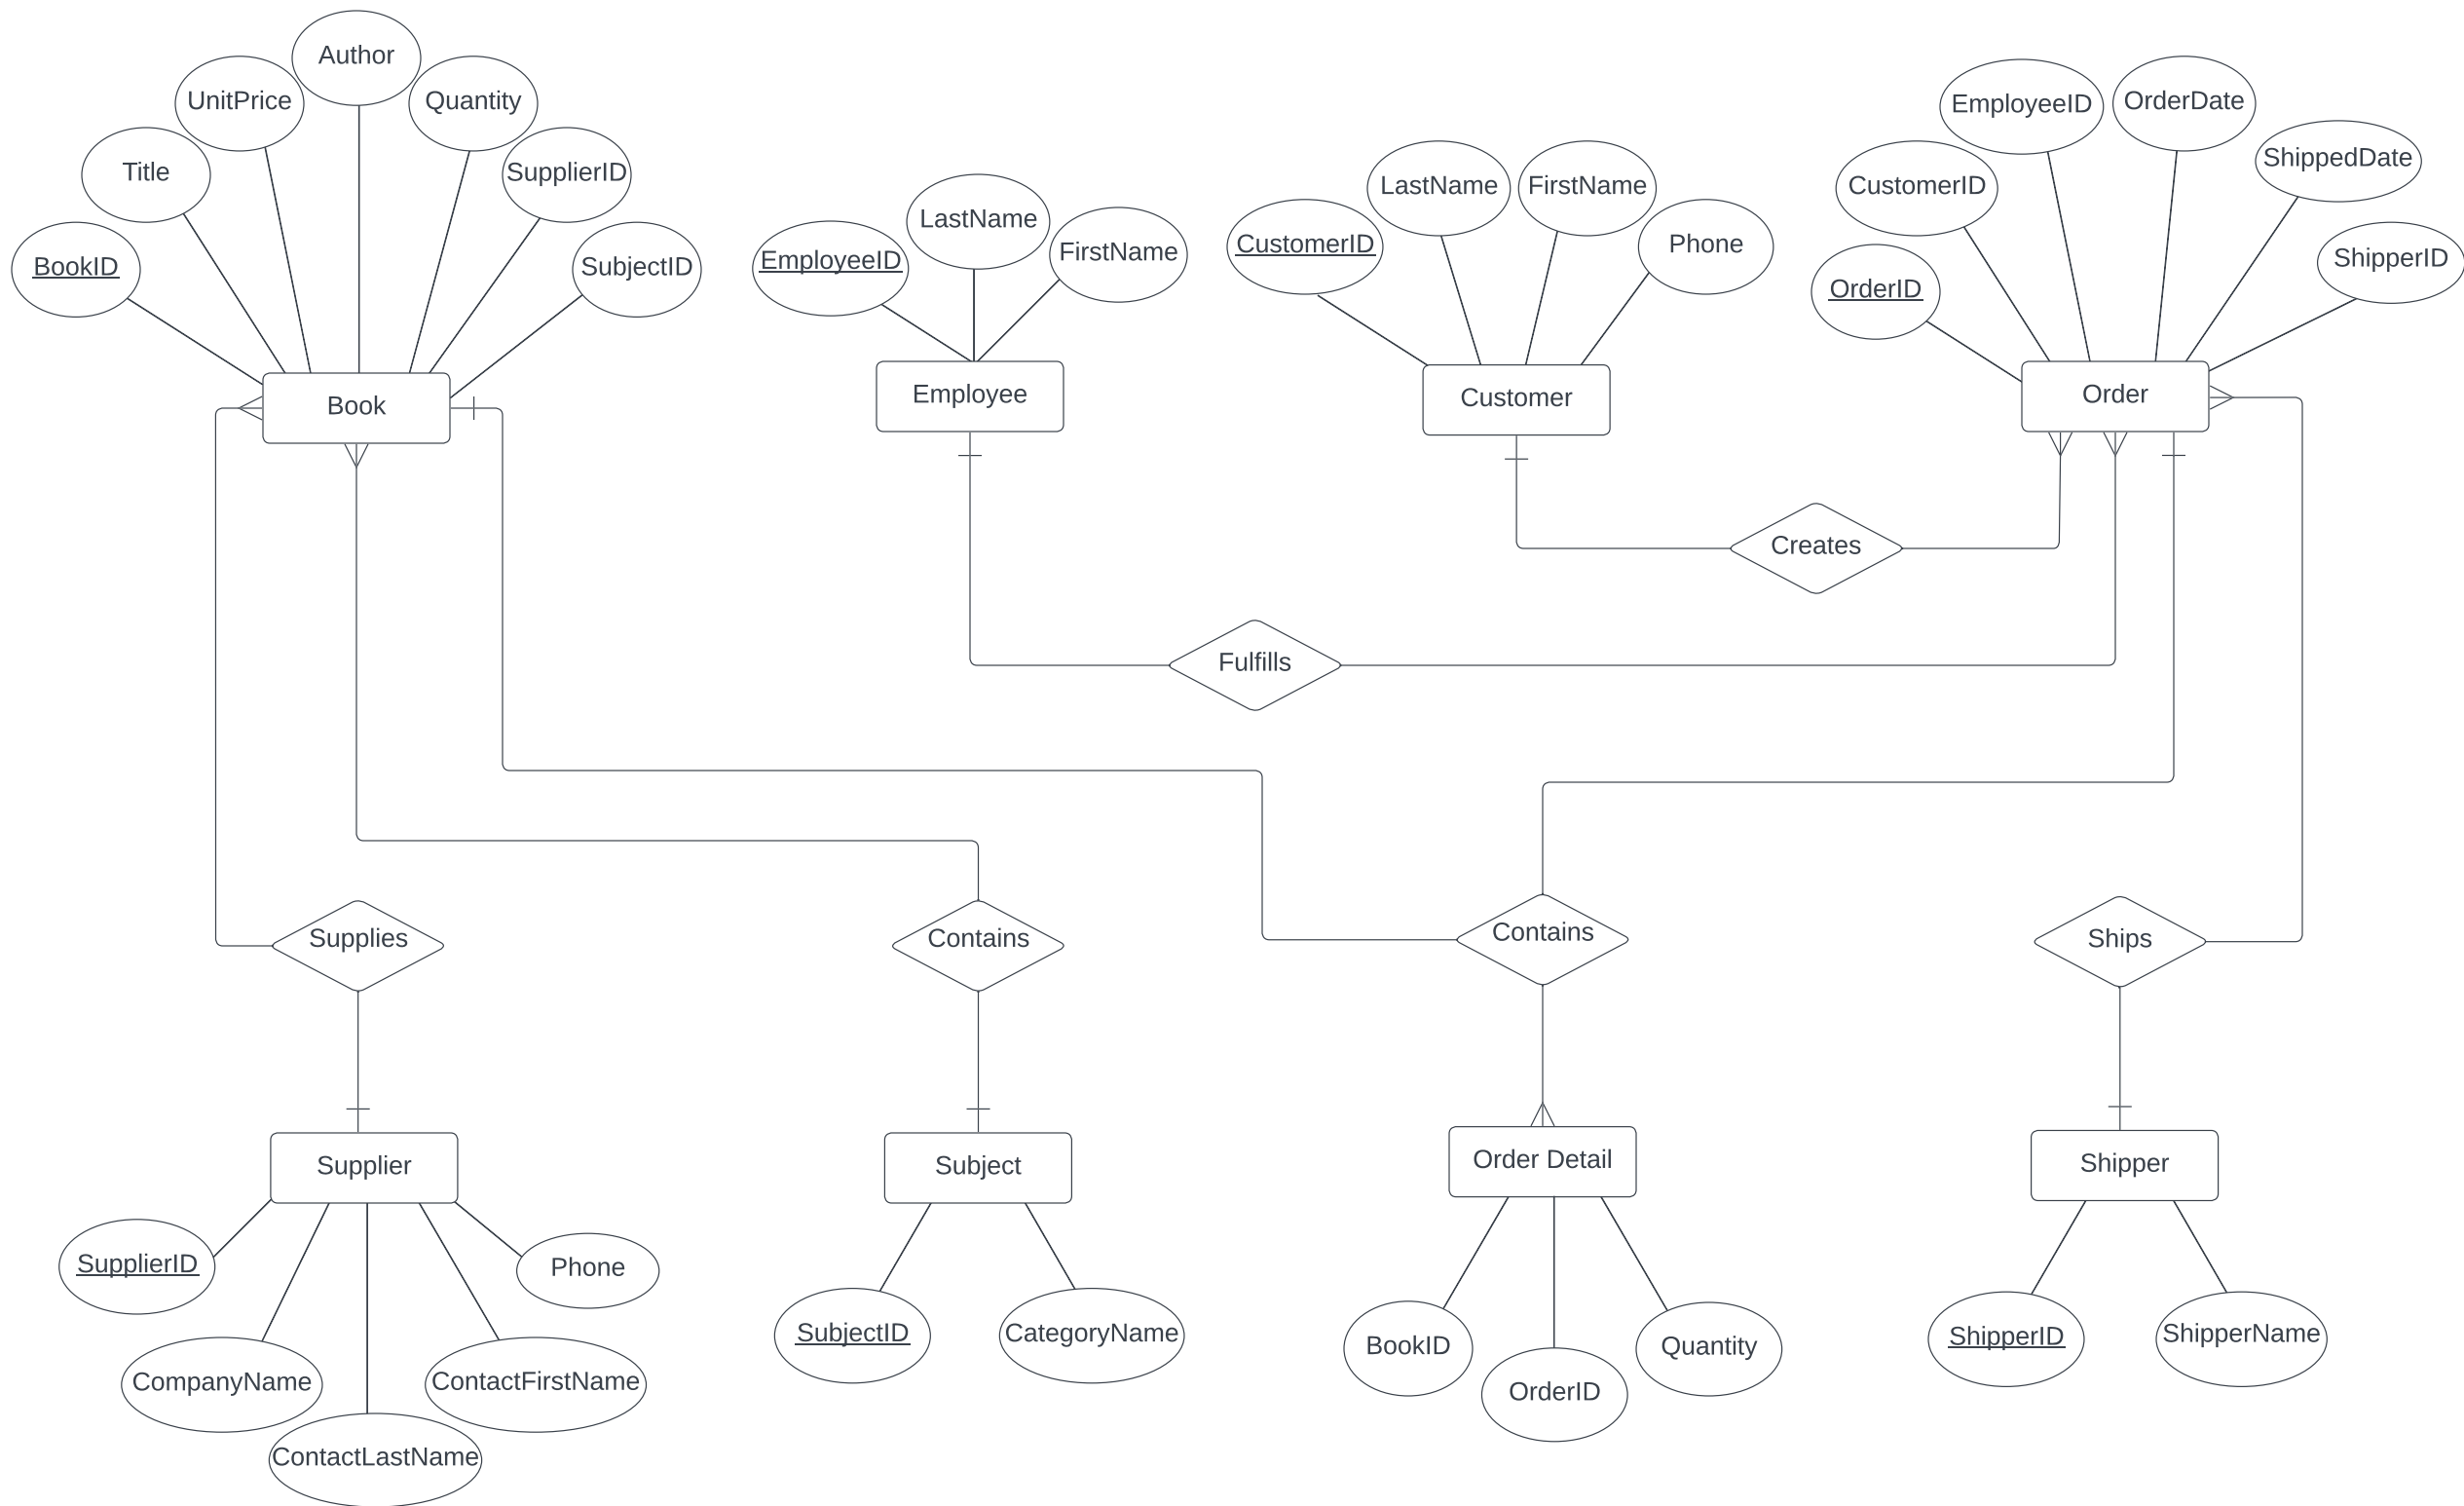 Author
UnitPrice
Quantity
Title
SupplierID
BookID
SubjectID
Book
LastName
EmployeeID
FirstName
Employee
LastName
FirstName
CustomerID
Phone
Customer
EmployeeID
OrderDate
CustomerID
ShippedDate
OrderID
ShipperID
Order
Creates
Fulfills
Supplies
Contains
Contains
Ships
Supplier
Subject
Order Detail
Shipper
SupplierID
Phone
CompanyName
ContactFirstName
ContactLastName
SubjectID
CategoryName
BookID
OrderID
Quantity
ShipperID
ShipperName